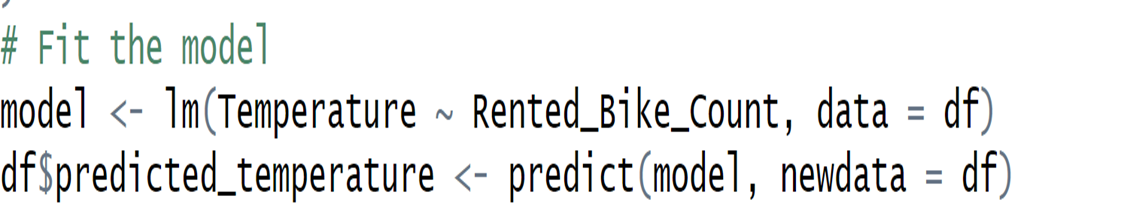 # Fit the model
model <- lm(Temperature ~ Rented_Bike_Count, data = df)
df$predicted_temperature <- predict(model, newdata = df)